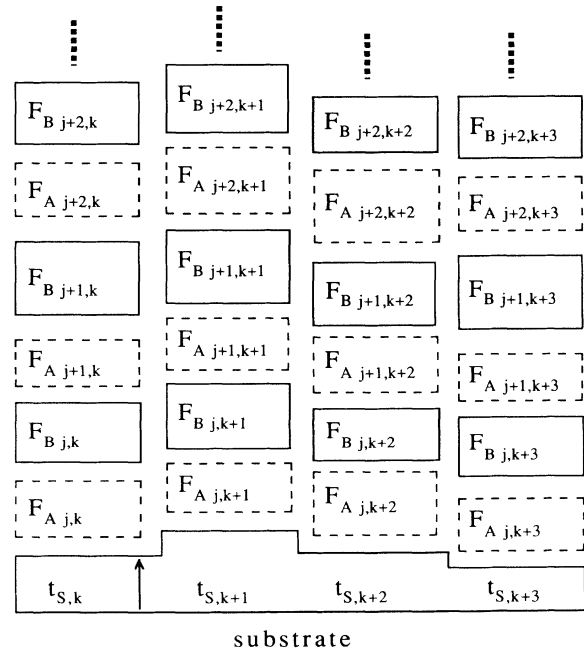 F_B j+2,k F_B j+2,k+1 F_B j+2,k+2 F_B j+2,k+3
F_A j+2,k F_A j+2,k+1 F_A j+2,k+2 F_A j+2,k+3
F_B j+1,k F_B j+1,k+1 F_B j+1,k+2 F_B j+1,k+3
F_A j+1,k F_A j+1,k+1 F_A j+1,k+2 F_A j+1,k+3
F_B j,k F_B j,k+1 F_B j,k+2 F_B j,k+3
F_A j,k F_A j,k+1 F_A j,k+2 F_A j,k+3
t_S,k t_S,k+1 t_S,k+2 t_S,k+3
substrate